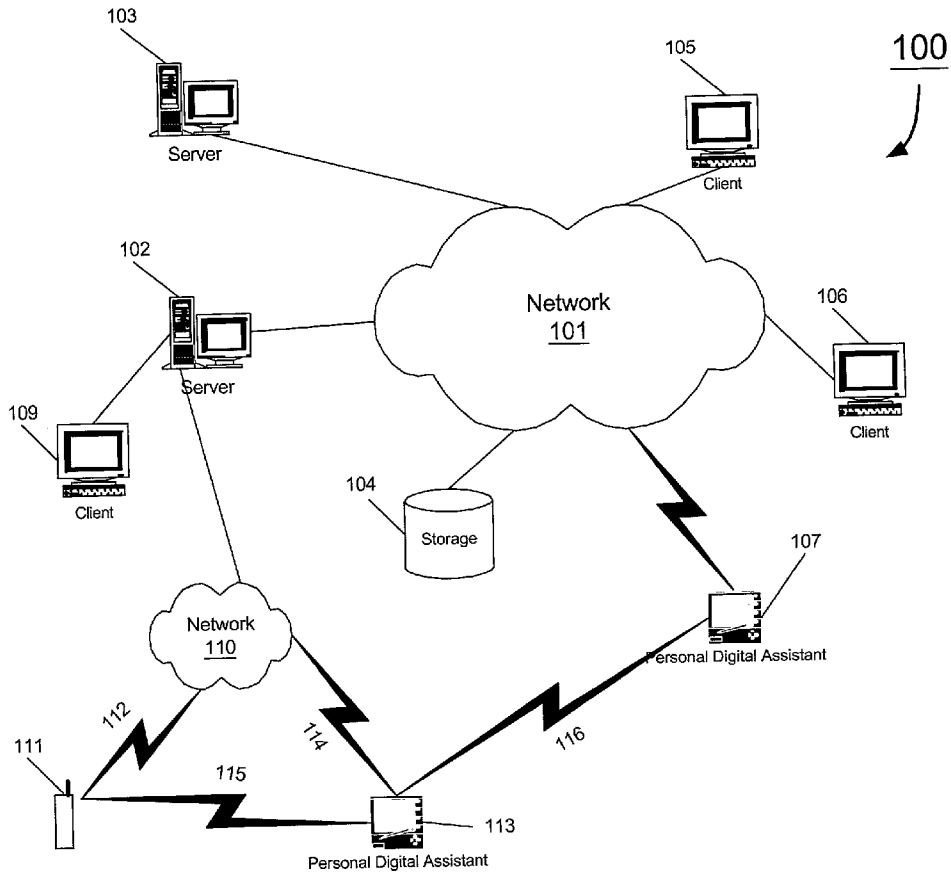 103
105
100
Server
Client
102
Network
101
106
Server
109
Client
Client
104
Storage
107
Network
110
Personal Digital Assistant
112
114
116
111
115
113
Personal Digital Assistant